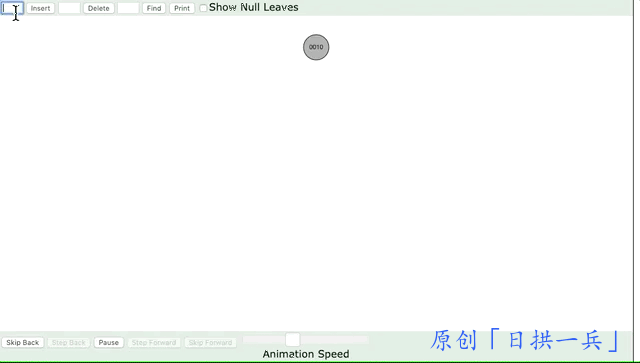 Insert Delete Find Print Show Null Leaves
0010
Skip Back Step Back Pause Step Forward Skip Forward
原创「日拱一兵」
Animation Speed